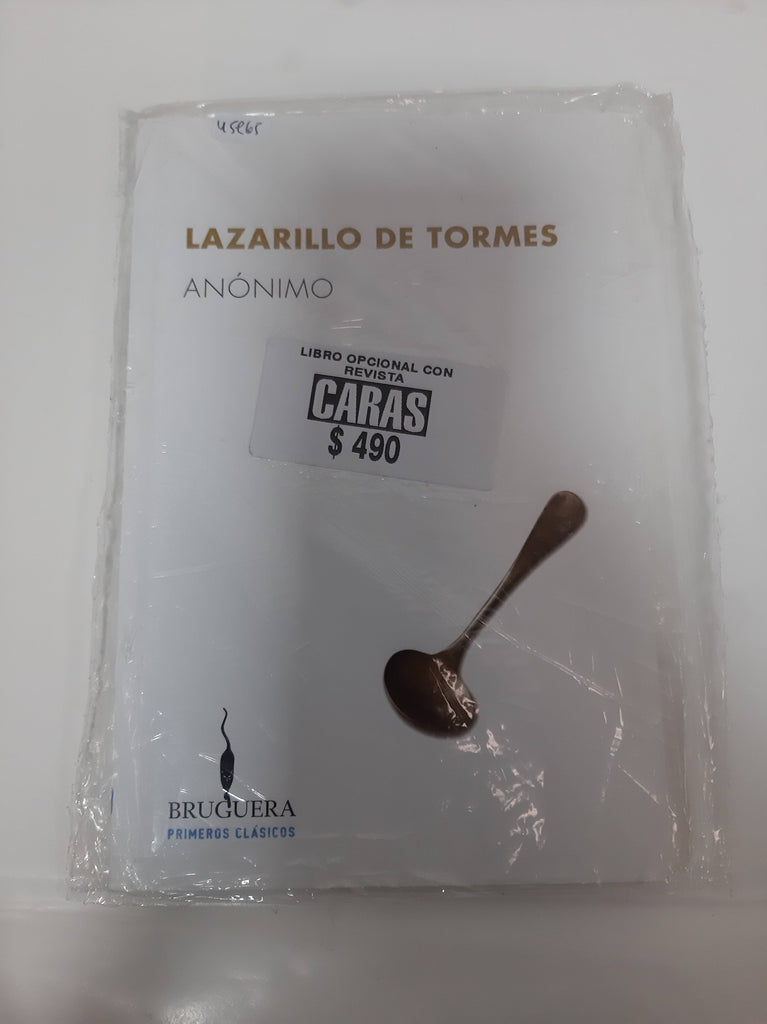 LAZARILLO DE TORMES
ANÓNIMO
LIBRO OPCIONAL CON
REVISTA
CARAS
$ 490
BRUGUERA
PRIMEROS CLÁSICOS